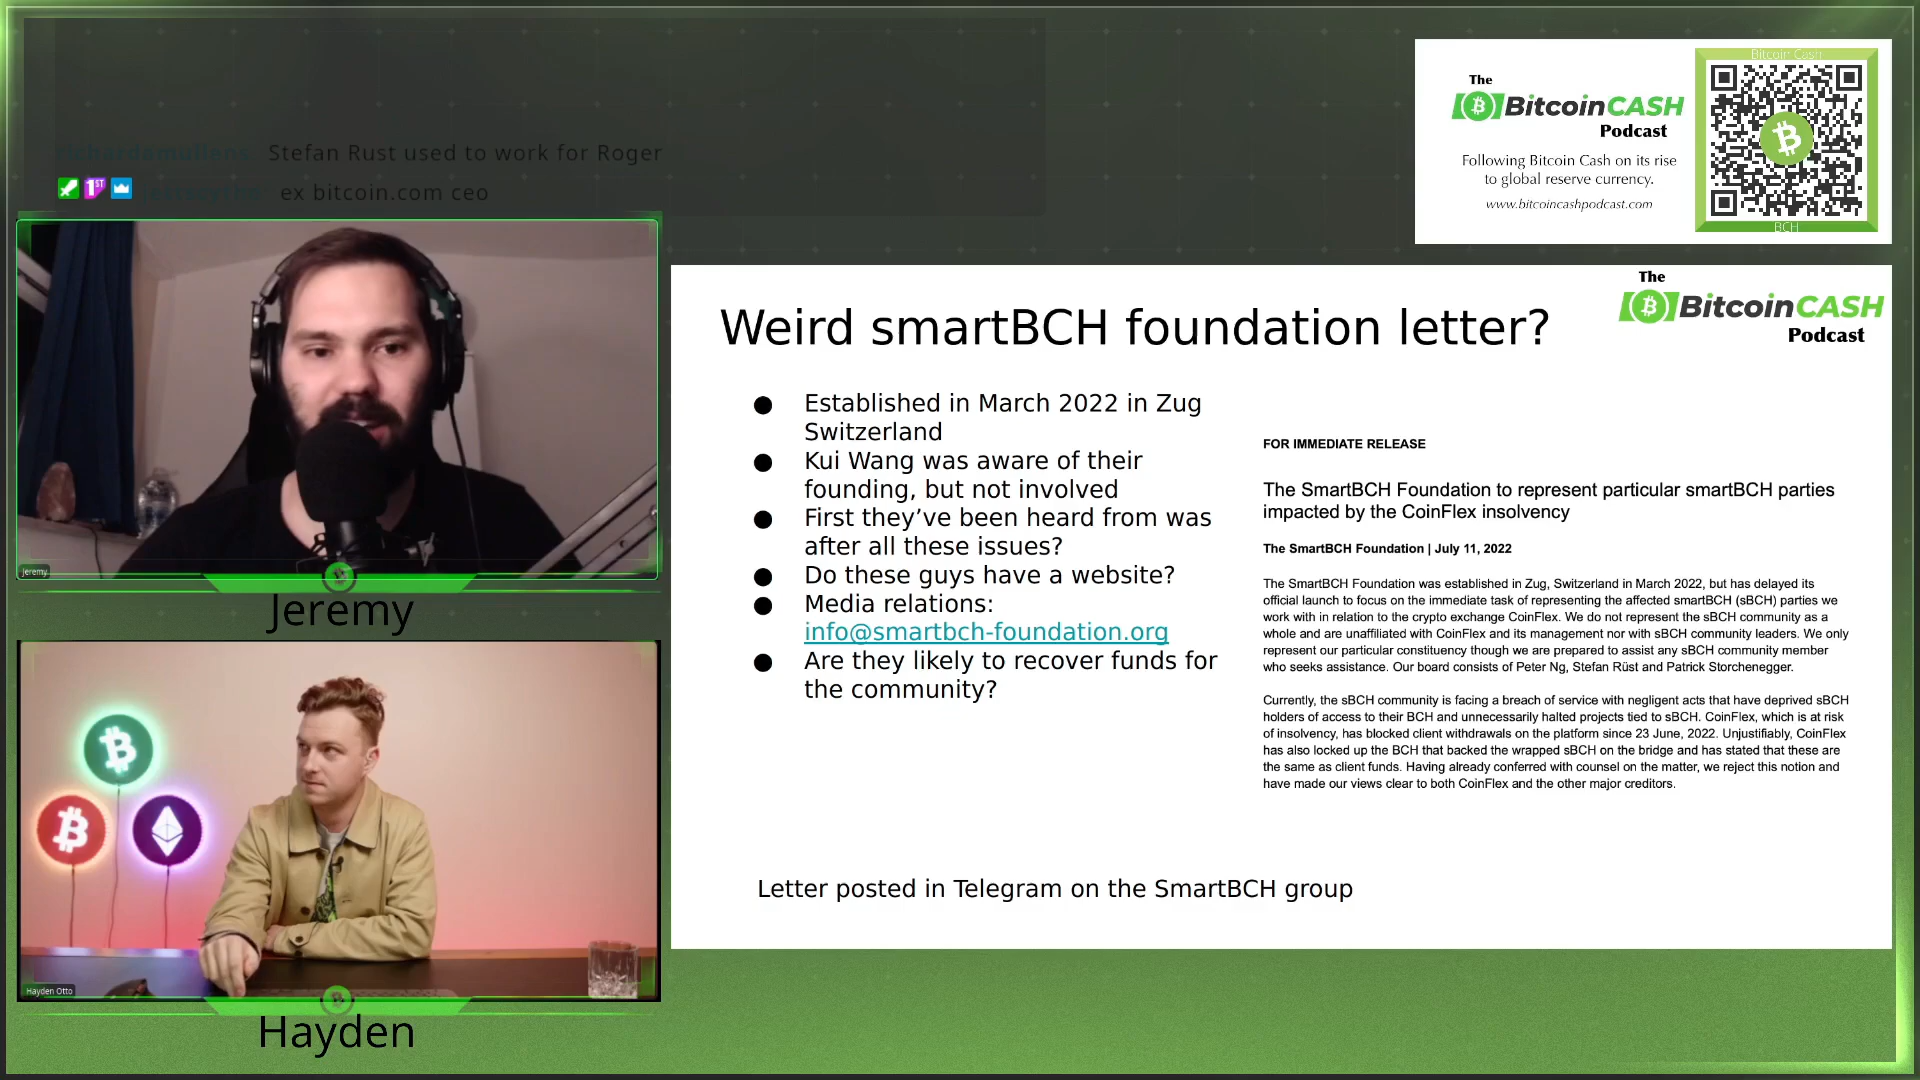 Stefan Rust used to work for Roger
1ST
ex bitcoin.com ceo
Jeremy
Jeremy
Hayden Otto
Hayden
The
BitcoinCASH
Podcast
Following Bitcoin Cash on its rise
to global reserve currency.
www.bitcoincashpodcast.com
Bitcoin Cash
BCH
The
BitcoinCASH
Podcast
Weird smartBCH foundation letter?
● Established in March 2022 in Zug
Switzerland
● Kui Wang was aware of their
founding, but not involved
● First they’ve been heard from was
after all these issues?
● Do these guys have a website?
● Media relations:
info@smartbch-foundation.org
● Are they likely to recover funds for
the community?
FOR IMMEDIATE RELEASE
The SmartBCH Foundation to represent particular smartBCH parties
impacted by the CoinFlex insolvency
The SmartBCH Foundation | July 11, 2022
The SmartBCH Foundation was established in Zug, Switzerland in March 2022, but has delayed its
official launch to focus on the immediate task of representing the affected smartBCH (sBCH) parties we
work with in relation to the crypto exchange CoinFlex. We do not represent the sBCH community as a
whole and are unaffiliated with CoinFlex and its management nor with sBCH community leaders. We only
represent our particular constituency though we are prepared to assist any sBCH community member
who seeks assistance. Our board consists of Peter Ng, Stefan Rüst and Patrick Storchenegger.
Currently, the sBCH community is facing a breach of service with negligent acts that have deprived sBCH
holders of access to their BCH and unnecessarily halted projects tied to sBCH. CoinFlex, which is at risk
of insolvency, has blocked client withdrawals on the platform since 23 June, 2022. Unjustifiably, CoinFlex
has also locked up the BCH that backed the wrapped sBCH on the bridge and has stated that these are
the same as client funds. Having already conferred with counsel on the matter, we reject this notion and
have made our views clear to both CoinFlex and the other major creditors.
Letter posted in Telegram on the SmartBCH group